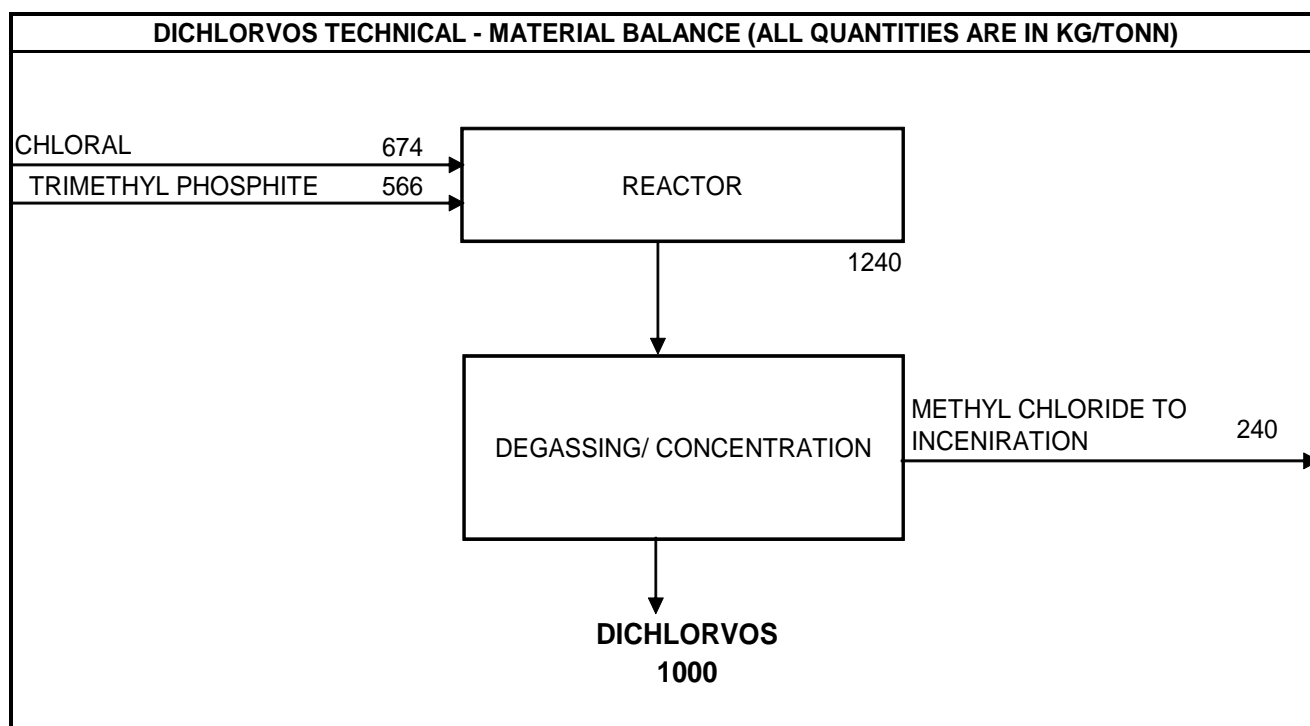 DICHLORVOS TECHNICAL - MATERIAL BALANCE (ALL QUANTITIES ARE IN KG/TONN)
CHLORAL 674
TRIMETHYL PHOSPHITE 566
REACTOR
1240
DEGASSING/ CONCENTRATION
METHYL CHLORIDE TO
INCENIRATION 240
DICHLORVOS
1000